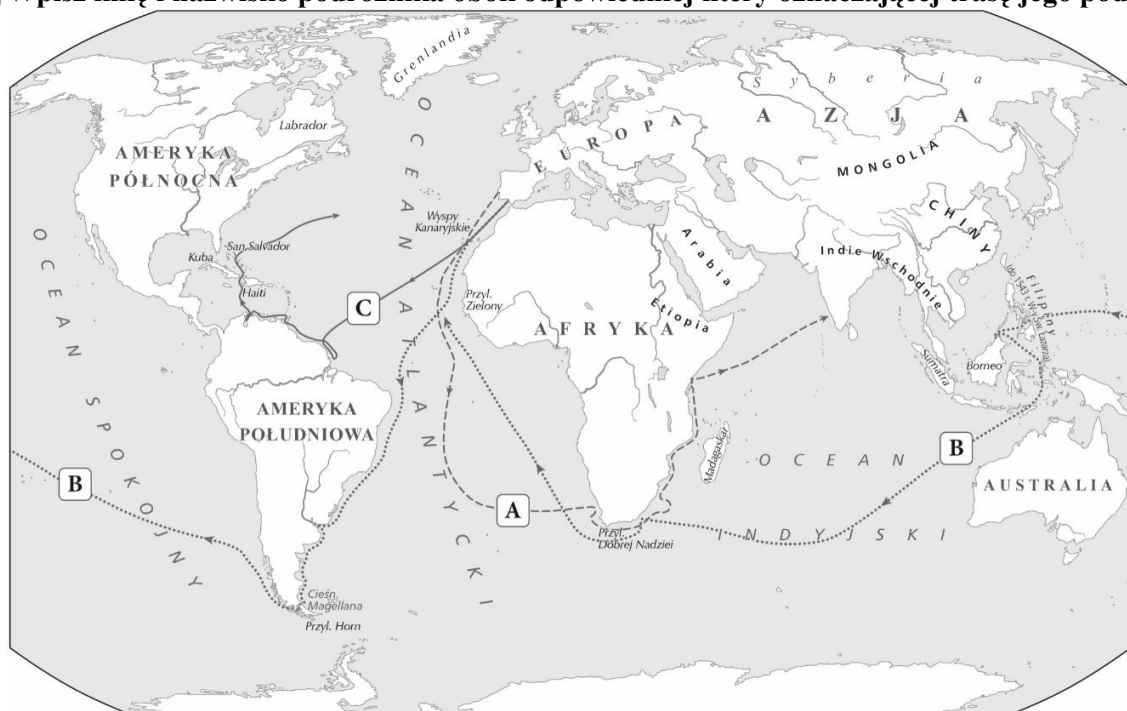 Wpisz imię i nazwisko podróżnika obok odpowiedniej litery oznaczającej trasę jego
Grenlandia
Labrador
AMERYKA
PÓŁNOCNA
OCEAN ATLANTYCKI
EUROPA
Syberia
AZJA
MONGOLIA
CHINY
Wyspy
Kanaryjskie
San Salvador
Kuba
Haiti
C
Przyl.
Zielony
AFRYKA
Etiopia
Arabia
Indie Wschodnie
Filipiny
Sumatra
Borneo
OCEAN SPOKOJNY
AMERYKA
POŁUDNIOWA
Madagaskar
OCEAN
INDYJSKI
AUSTRALIA
B
B
A
Przyl.
Dobrej Nadziei
Cieśn.
Magellana
Przyl. Horn